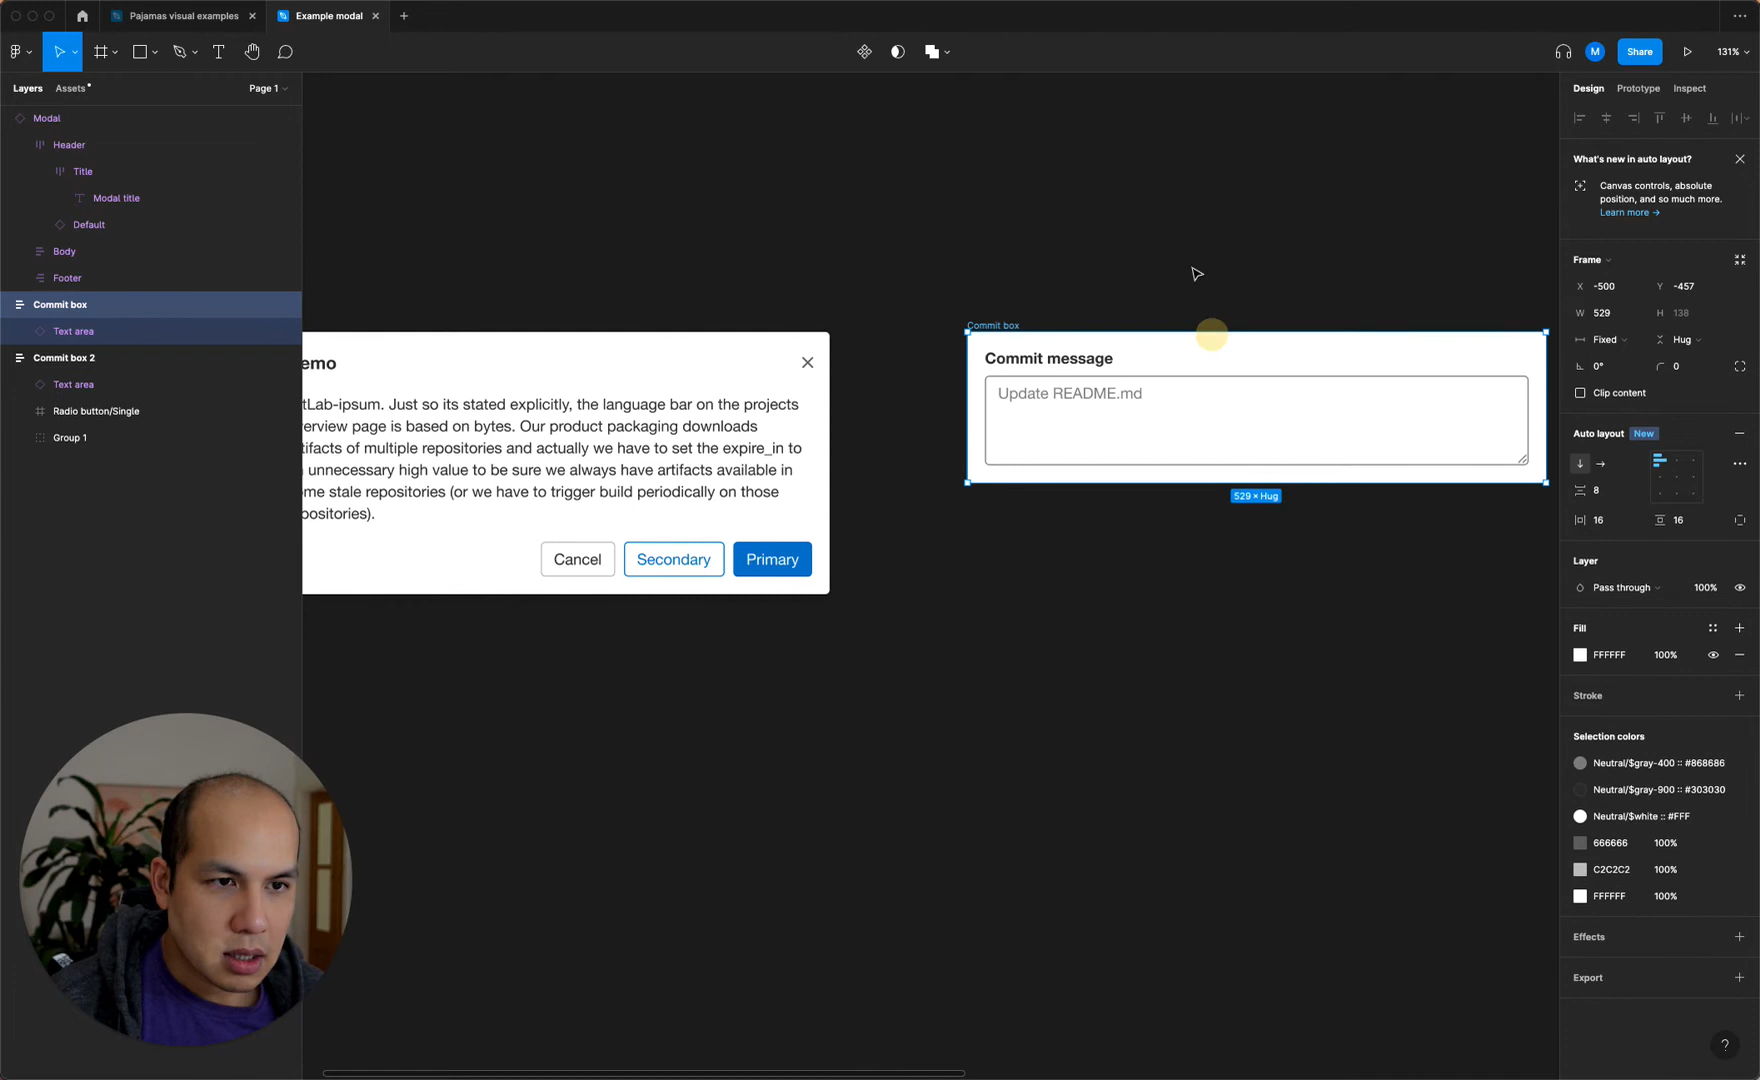 Pajamas visual examples
Example modal
M
Share
131%
Layers
Assets
Page 1
Modal
Header
Title
Modal title
Default
Body
Footer
Commit box
Text area
Commit box 2
Text area
Radio button/Single
Group 1
emo
tLab-ipsum. Just so its stated explicitly, the language bar on the projects
verview page is based on bytes. Our product packaging downloads
tifacts of multiple repositories and actually we have to set the expire_in to
unnecessary high value to be sure we always have artifacts available in
me stale repositories (or we have to trigger build periodically on those
positories).
Cancel
Secondary
Primary
Commit box
Commit message
Update README.md
529 × Hug
Design
Prototype
Inspect
What's new in auto layout?
Canvas controls, absolute
position, and so much more.
Learn more →
Frame
X -500 Y -457
W 529 H 138
Fixed Hug
0° 0
Clip content
Auto layout New
8
16 16
Layer
Pass through 100%
Fill
FFFFFF 100%
Stroke
Selection colors
Neutral/$gray-400 :: #868686
Neutral/$gray-900 :: #303030
Neutral/$white :: #FFF
666666 100%
C2C2C2 100%
FFFFFF 100%
Effects
Export
?